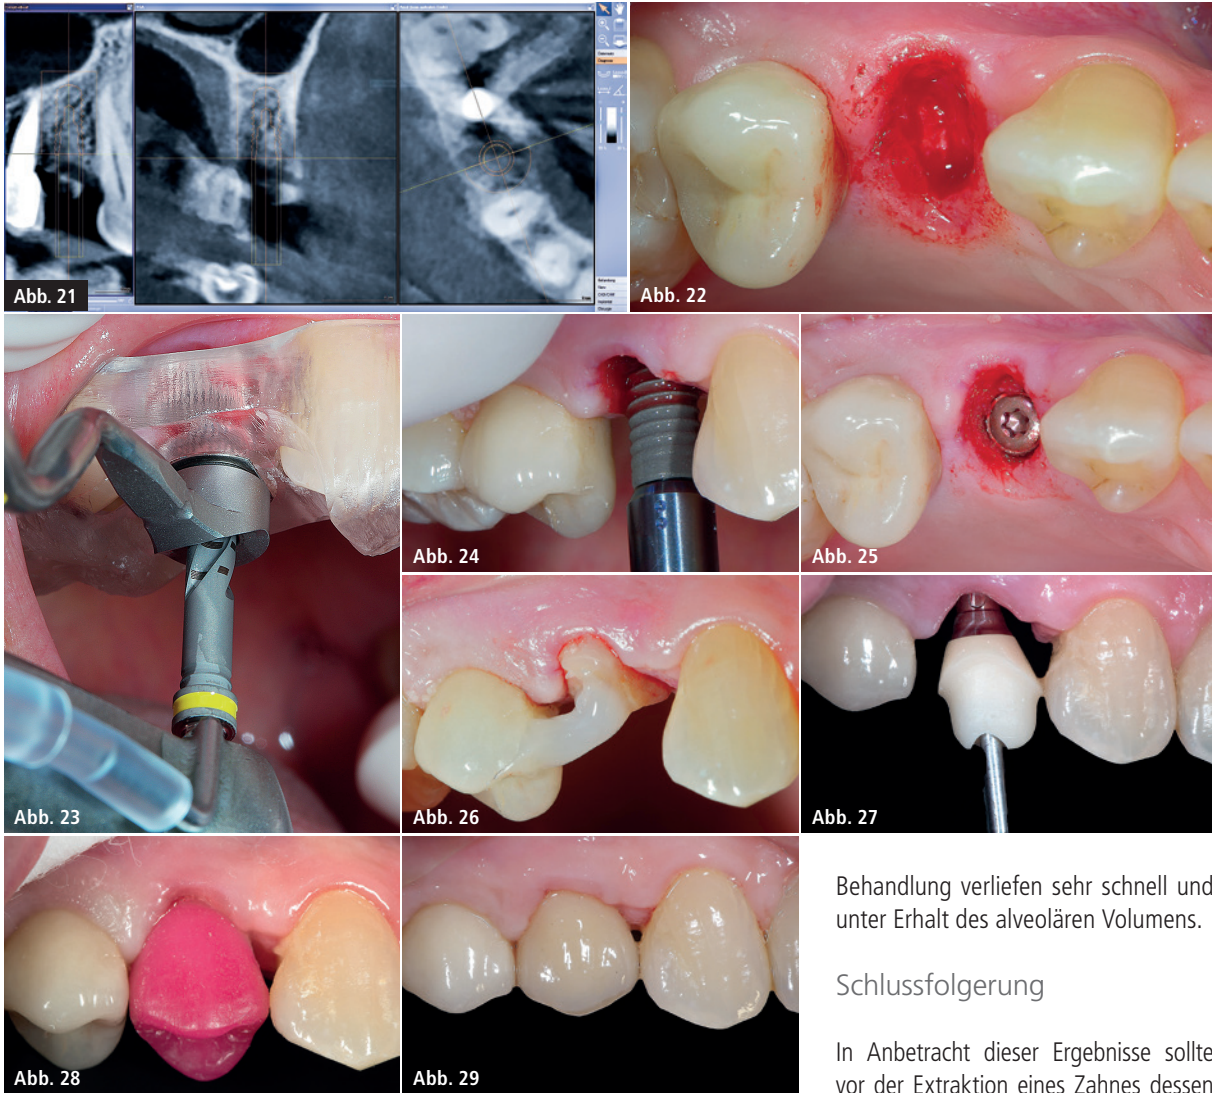 Abb. 21
Abb. 22
Abb. 23
Abb. 24
Abb. 25
Abb. 26
Abb. 27
Abb. 28
Abb. 29
Behandlung verliefen sehr schnell und
unter Erhalt des alveolären Volumens.
Schlussfolgerung
In Anbetracht dieser Ergebnisse sollte
vor der Extraktion eines Zahnes dessen